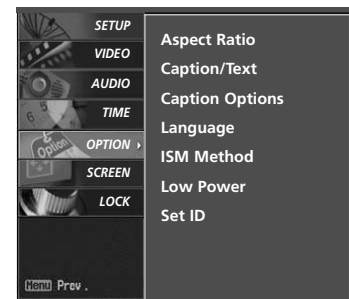 SETUP
VIDEO
AUDIO
TIME
OPTION
SCREEN
LOCK
Menu Prev.
Aspect Ratio
Caption/Text
Caption Options
Language
ISM Method
Low Power
Set ID